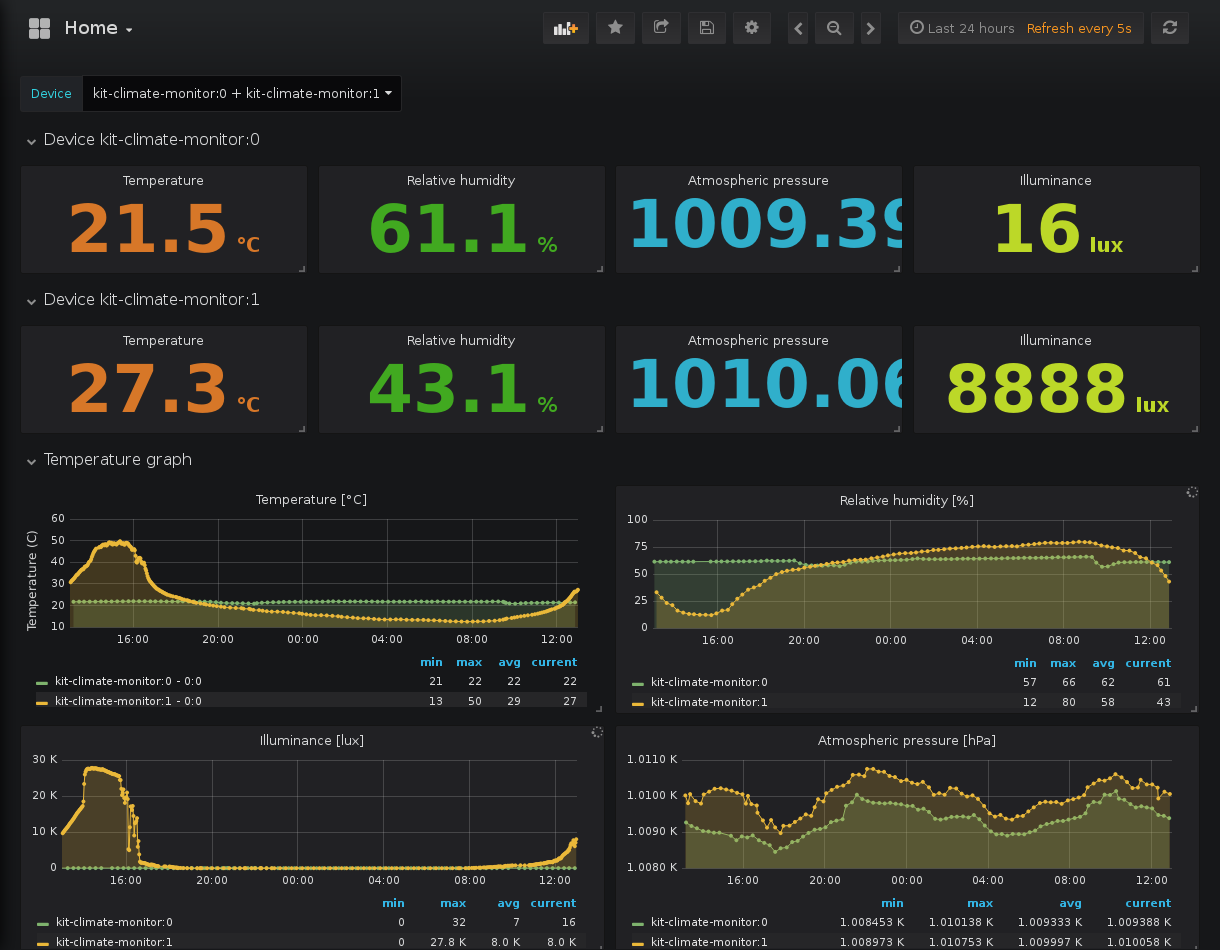 Home
Last 24 hours Refresh every 5s
Device kit-climate-monitor:0 + kit-climate-monitor:1
Device kit-climate-monitor:0
Temperature Relative humidity Atmospheric pressure Illuminance
21.5 °C 61.1 % 1009.39 16 lux
Device kit-climate-monitor:1
Temperature Relative humidity Atmospheric pressure Illuminance
27.3 °C 43.1 % 1010.06 8888 lux
Temperature graph
Temperature [°C]
Temperature (C)
60
50
40
30
20
10
16:00 20:00 00:00 04:00 08:00 12:00
min max avg current
kit-climate-monitor:0 - 0:0 21 22 22 22
kit-climate-monitor:1 - 0:0 13 50 29 27
Relative humidity [%]
100
75
50
25
0
16:00 20:00 00:00 04:00 08:00 12:00
min max avg current
kit-climate-monitor:0 57 66 62 61
kit-climate-monitor:1 12 80 58 43
Illuminance [lux]
30 K
20 K
10 K
0
16:00 20:00 00:00 04:00 08:00 12:00
min max avg current
kit-climate-monitor:0 0 32 7 16
kit-climate-monitor:1 0 27.8 K 8.0 K 8.0 K
Atmospheric pressure [hPa]
1.0110 K
1.0100 K
1.0090 K
1.0080 K
16:00 20:00 00:00 04:00 08:00 12:00
min max avg current
kit-climate-monitor:0 1.008453 K 1.010138 K 1.009333 K 1.009388 K
kit-climate-monitor:1 1.008973 K 1.010753 K 1.009997 K 1.010058 K